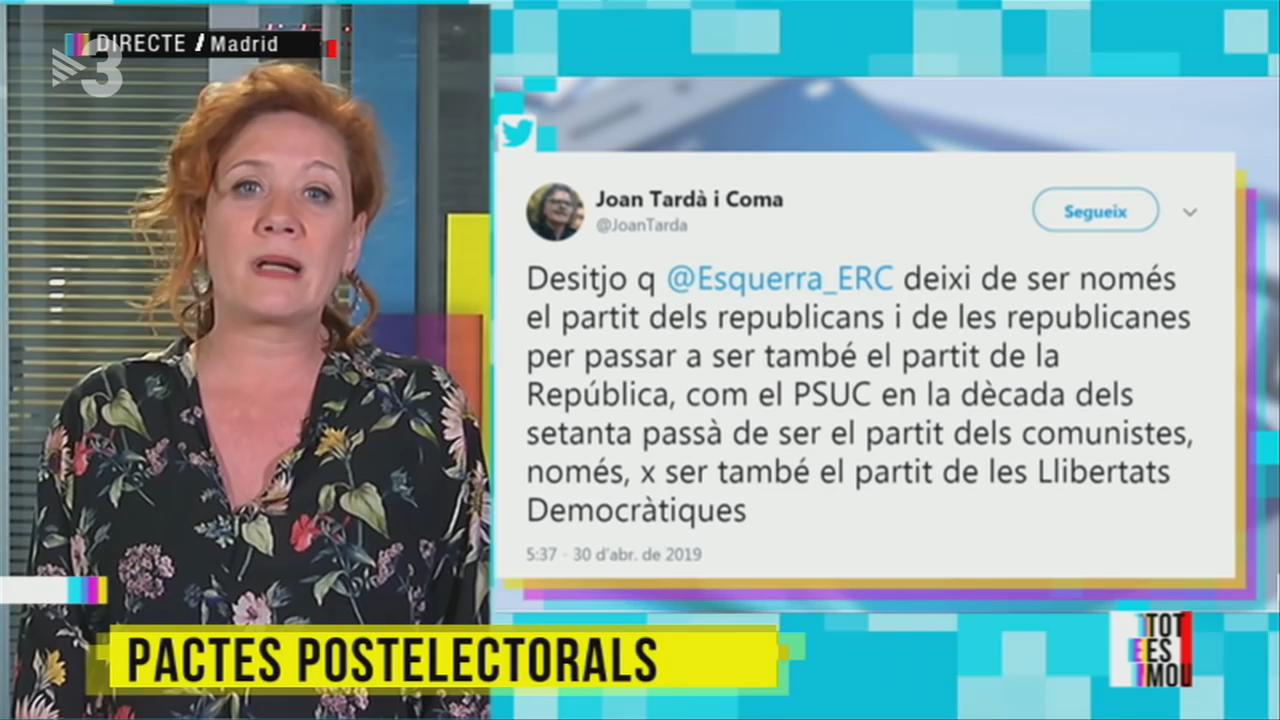 DIRECTE / Madrid
3
Joan Tardà i Coma
@JoanTarda
Segueix
Desitjo q @Esquerra_ERC deixi de ser només
el partit dels republicans i de les republicanes
per passar a ser també el partit de la
República, com el PSUC en la dècada dels
setanta passà de ser el partit dels comunistes,
només, x ser també el partit de les Llibertats
Democràtiques
5:37 - 30 d'abr. de 2019
PACTES POSTELECTORALS
TOT
ES
MOU